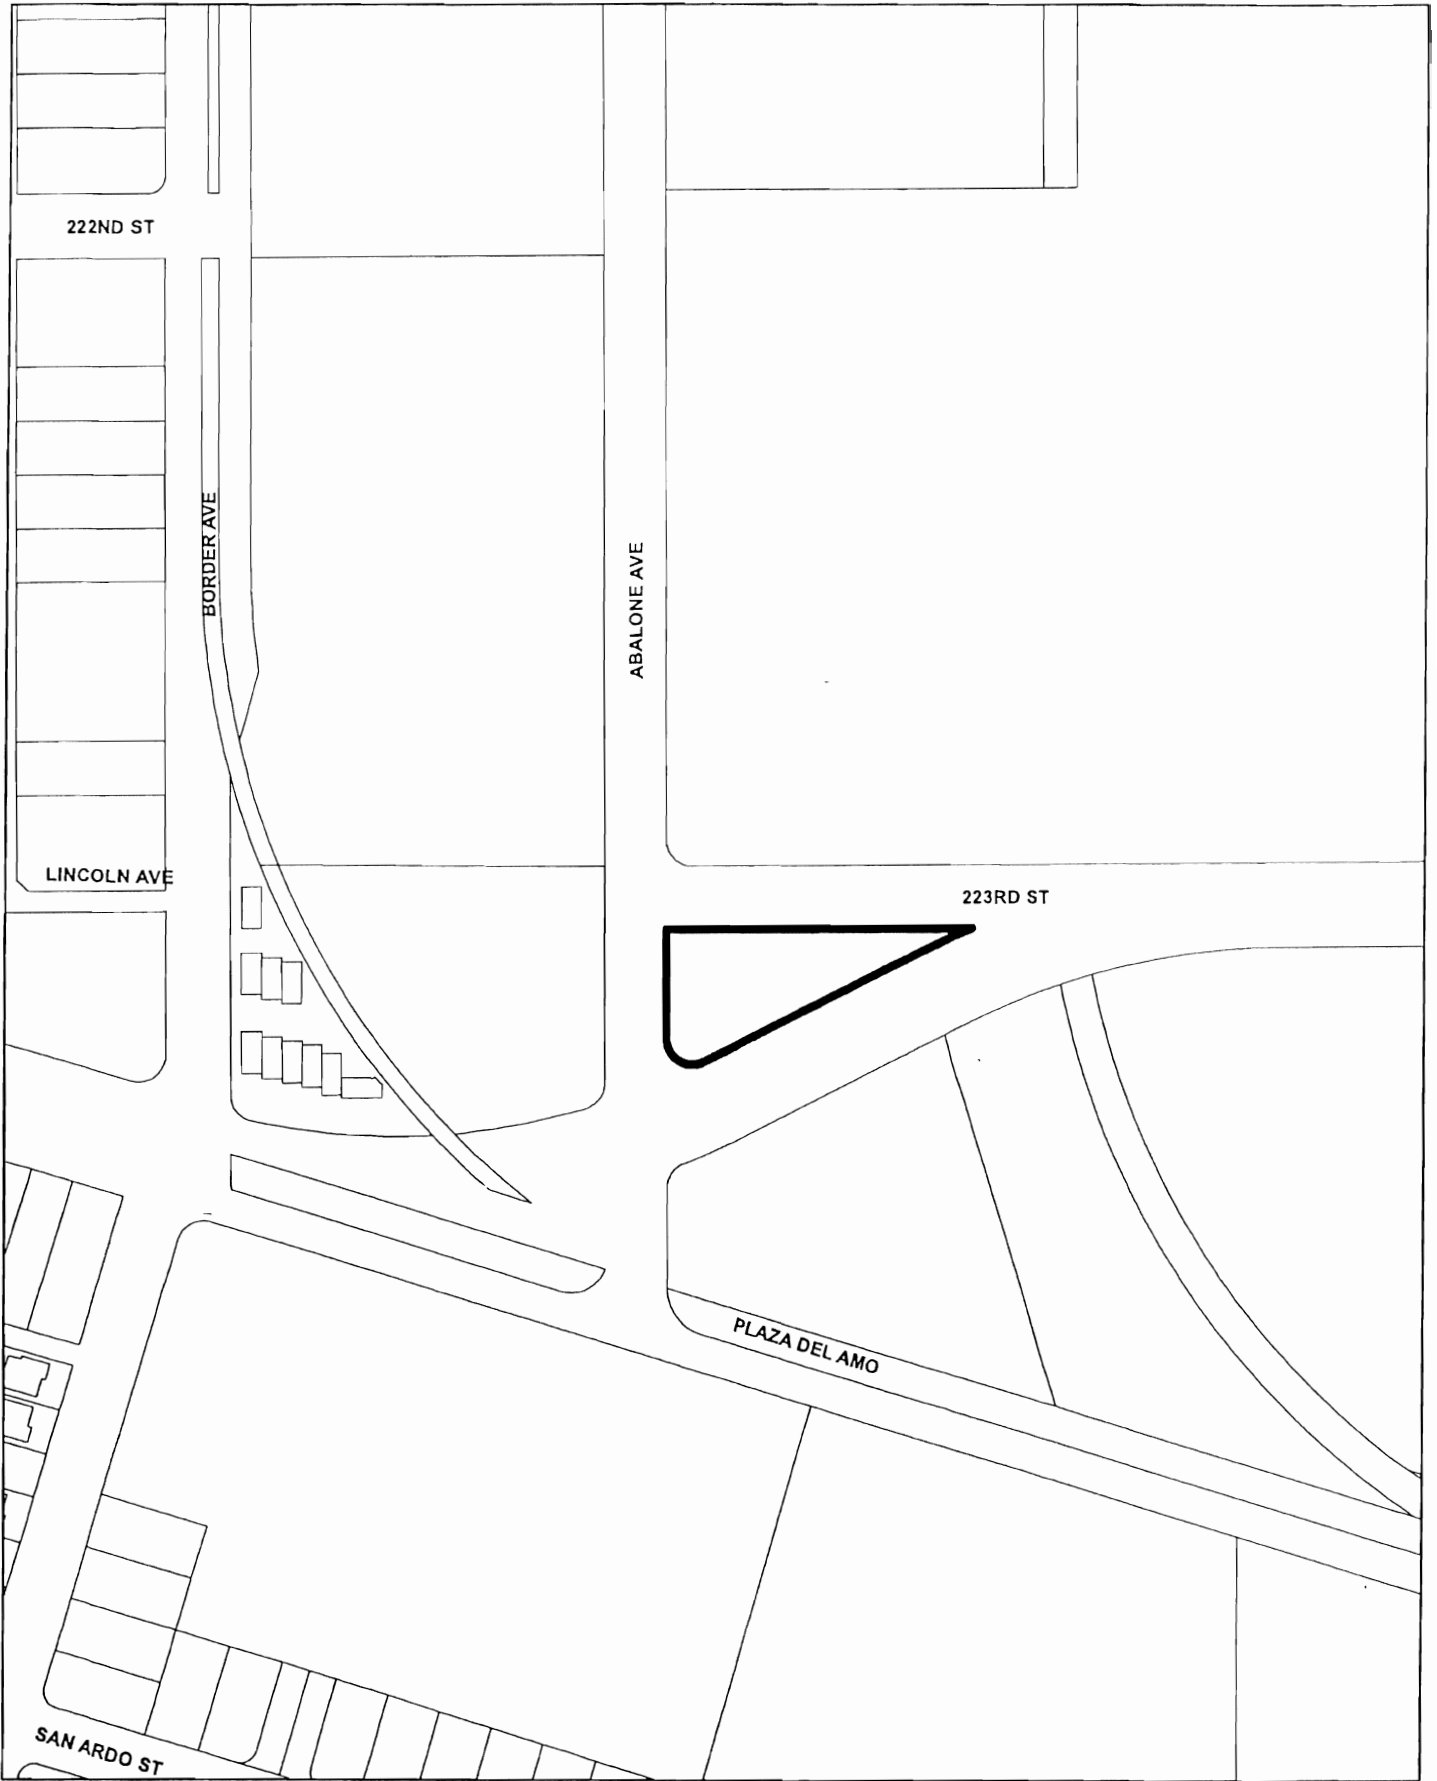 222ND ST
BORDER AVE
ABALONE AVE
LINCOLN AVE
223RD ST
PLAZA DEL AMO
SAN ARDO ST